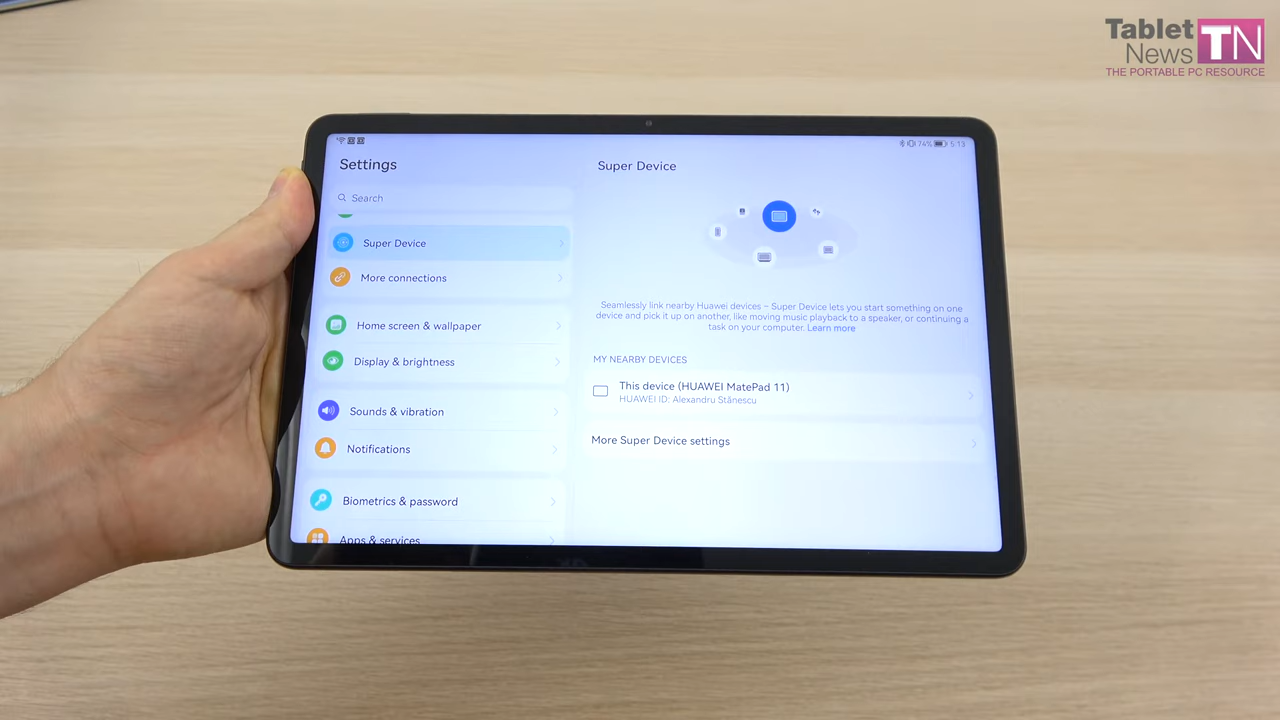 Tablet
News TN
THE PORTABLE PC RESOURCE
74% 5:13
Settings
Search
Super Device
More connections
Home screen & wallpaper
Display & brightness
Sounds & vibration
Notifications
Biometrics & password
Apps & services
Super Device
Seamlessly link nearby Huawei devices – Super Device lets you start something on one
device and pick it up on another, like moving music playback to a speaker, or continuing a
task on your computer. Learn more
MY NEARBY DEVICES
This device (HUAWEI MatePad 11)
HUAWEI ID: Alexandru Stănescu
More Super Device settings